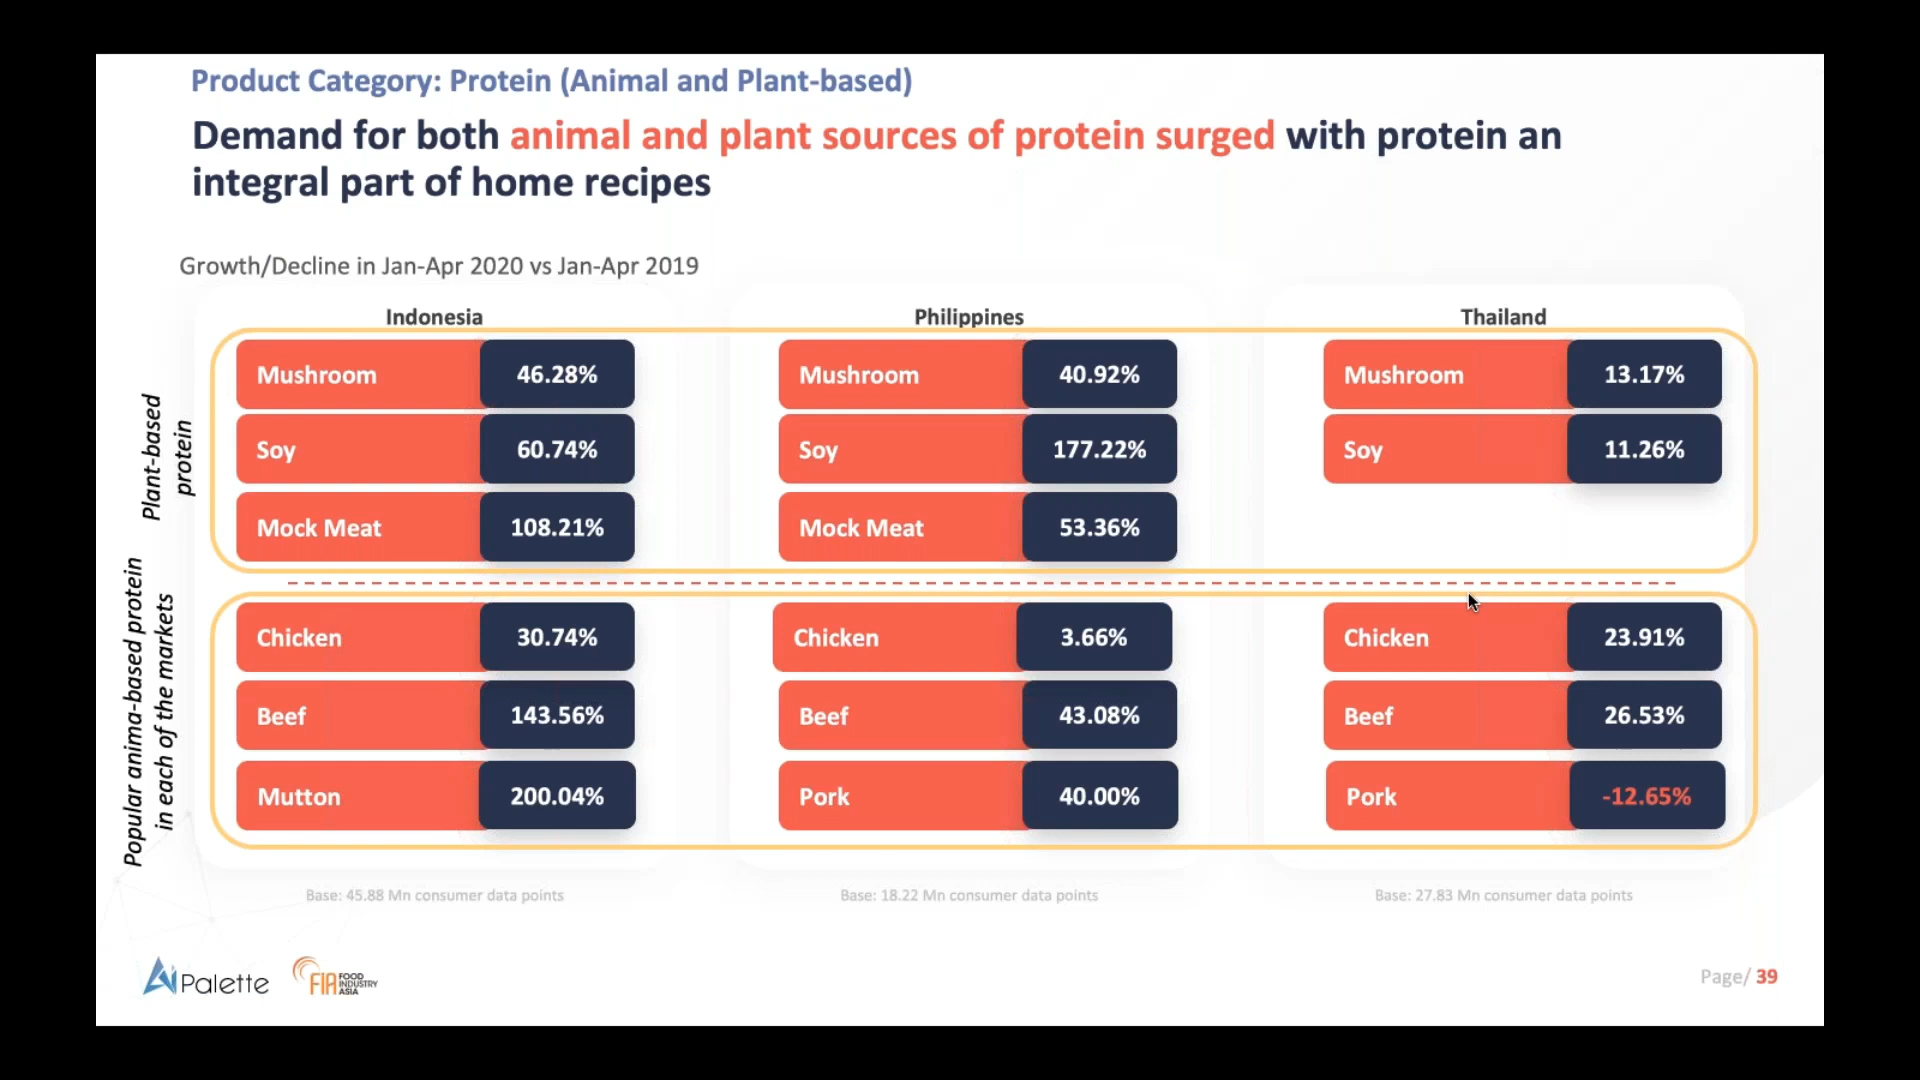 Product Category: Protein (Animal and Plant-based)
Demand for both animal and plant sources of protein surged with protein an
integral part of home recipes
Growth/Decline in Jan-Apr 2020 vs Jan-Apr 2019
Indonesia
Philippines
Thailand
Plant-based
protein
Mushroom 46.28%
Mushroom 40.92%
Mushroom 13.17%
Soy 60.74%
Soy 177.22%
Soy 11.26%
Mock Meat 108.21%
Mock Meat 53.36%
Popular anima-based protein
in each of the markets
Chicken 30.74%
Chicken 3.66%
Chicken 23.91%
Beef 143.56%
Beef 43.08%
Beef 26.53%
Mutton 200.04%
Pork 40.00%
Pork -12.65%
Base: 45.88 Mn consumer data points
Base: 18.22 Mn consumer data points
Base: 27.83 Mn consumer data points
Ai Palette
FIA FOOD
INDUSTRY
ASIA
Page/ 39